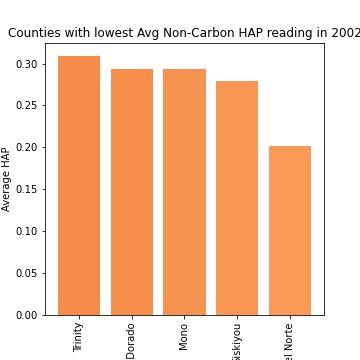 Counties with lowest Avg Non-Carbon HAP reading in 2002
Average HAP
0.30
0.25
0.20
0.15
0.10
0.05
0.00
Trinity
Dorado
Mono
iskiyou
el Norte